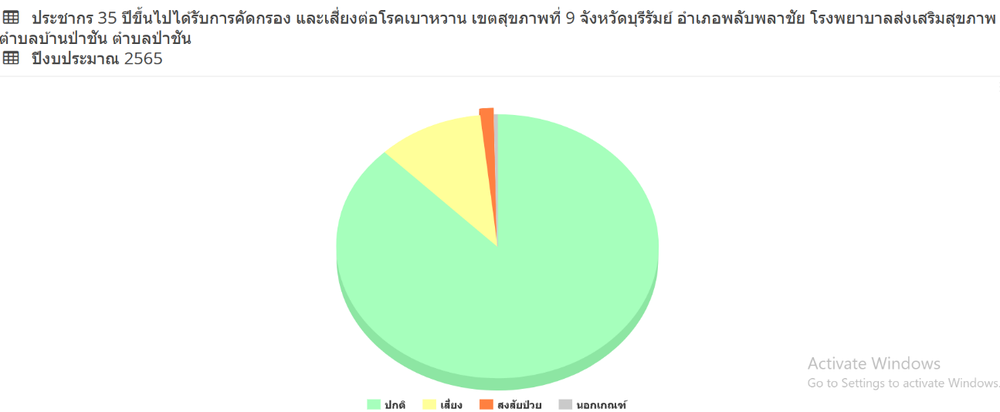 ประชากร 35 ปีขึ้นไปได้รับการคัดกรอง และเสี่ยงต่อโรคเบาหวาน เขตสุขภาพที่ 9 จังหวัดบุรีรัมย์ อำเภอพลับพลาชัย โรงพยาบาลส่งเสริมสุขภาพ
ตำบลบ้านป่าชัน ตำบลป่าชัน
ปีงบประมาณ 2565
Activate Windows
Go to Settings to activate Windows.
ปกติ เสี่ยง สงสัยป่วย นอกเกณฑ์